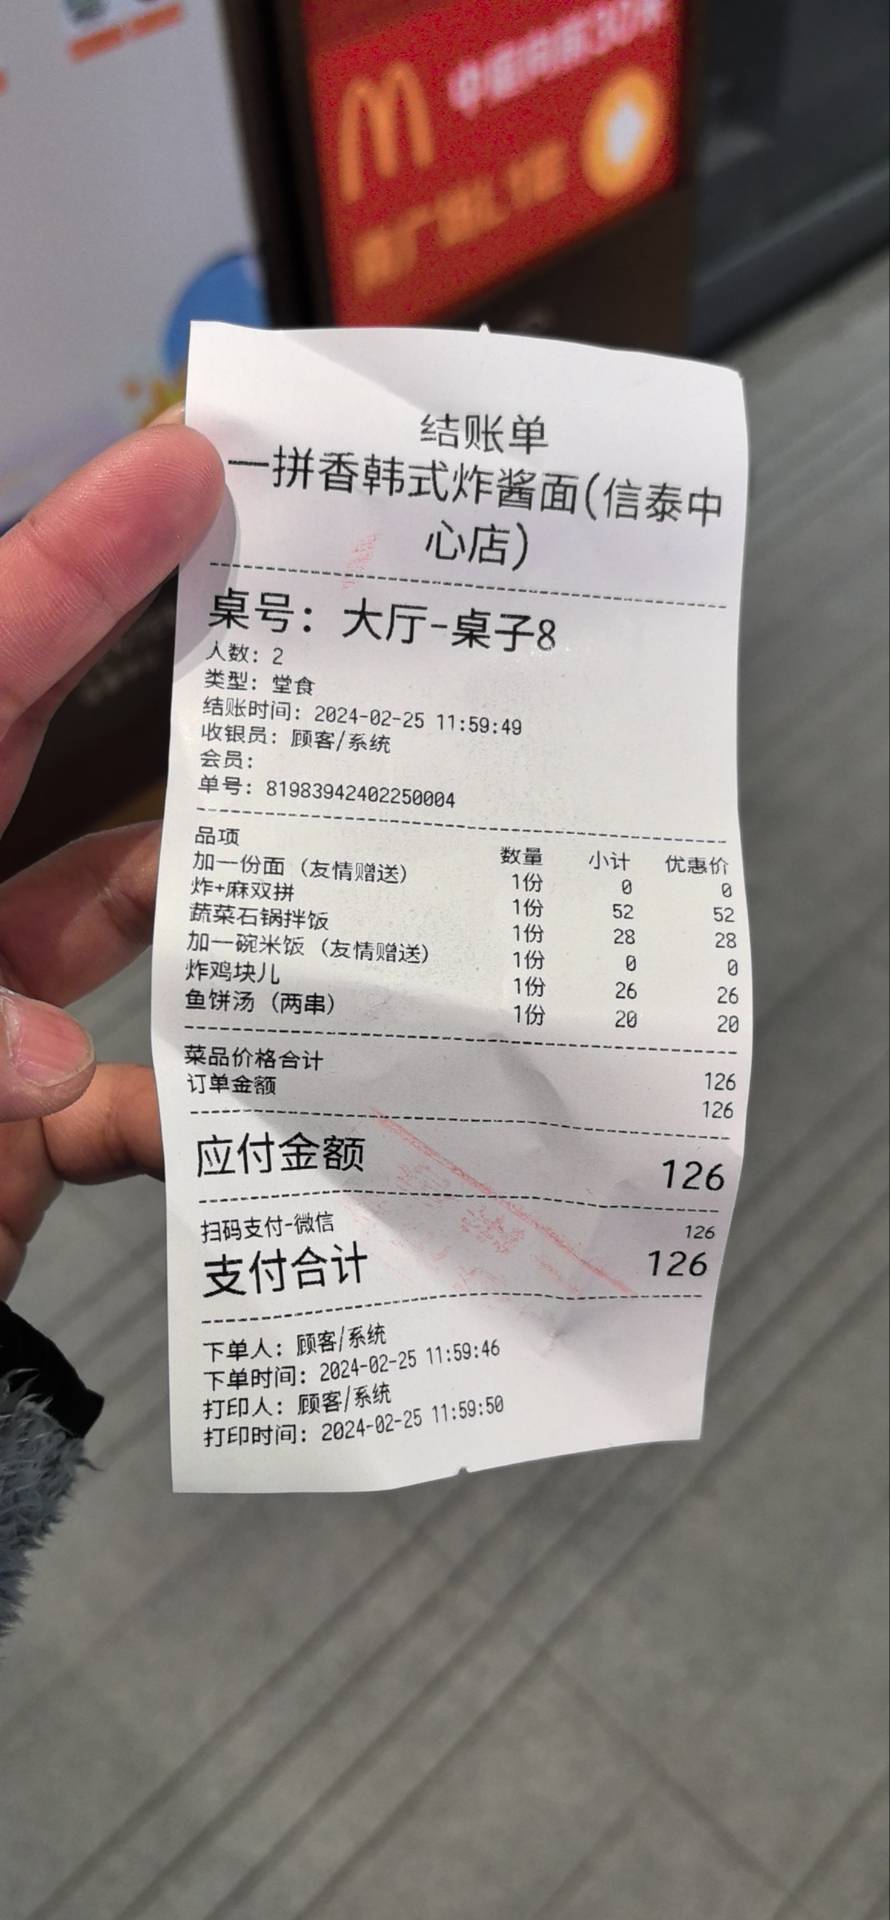 结账单
一拼香韩式炸酱面(信泰中
心店)
桌号: 大厅-桌子8
人数: 2
类型: 堂食
结账时间: 2024-02-25 11:59:49
收银员: 顾客/系统
会员:
单号: 81983942402250004
品项 数量 小计 优惠价
加一份面 (友情赠送) 1份 0 0
炸+麻双拼 1份 52 52
蔬菜石锅拌饭 1份 28 28
加一碗米饭 (友情赠送) 1份 0 0
炸鸡块儿 1份 26 26
鱼饼汤 (两串) 1份 20 20
菜品价格合计 126
订单金额 126
应付金额 126
扫码支付-微信 126
支付合计 126
下单人: 顾客/系统
下单时间: 2024-02-25 11:59:46
打印人: 顾客/系统
打印时间: 2024-02-25 11:59:50